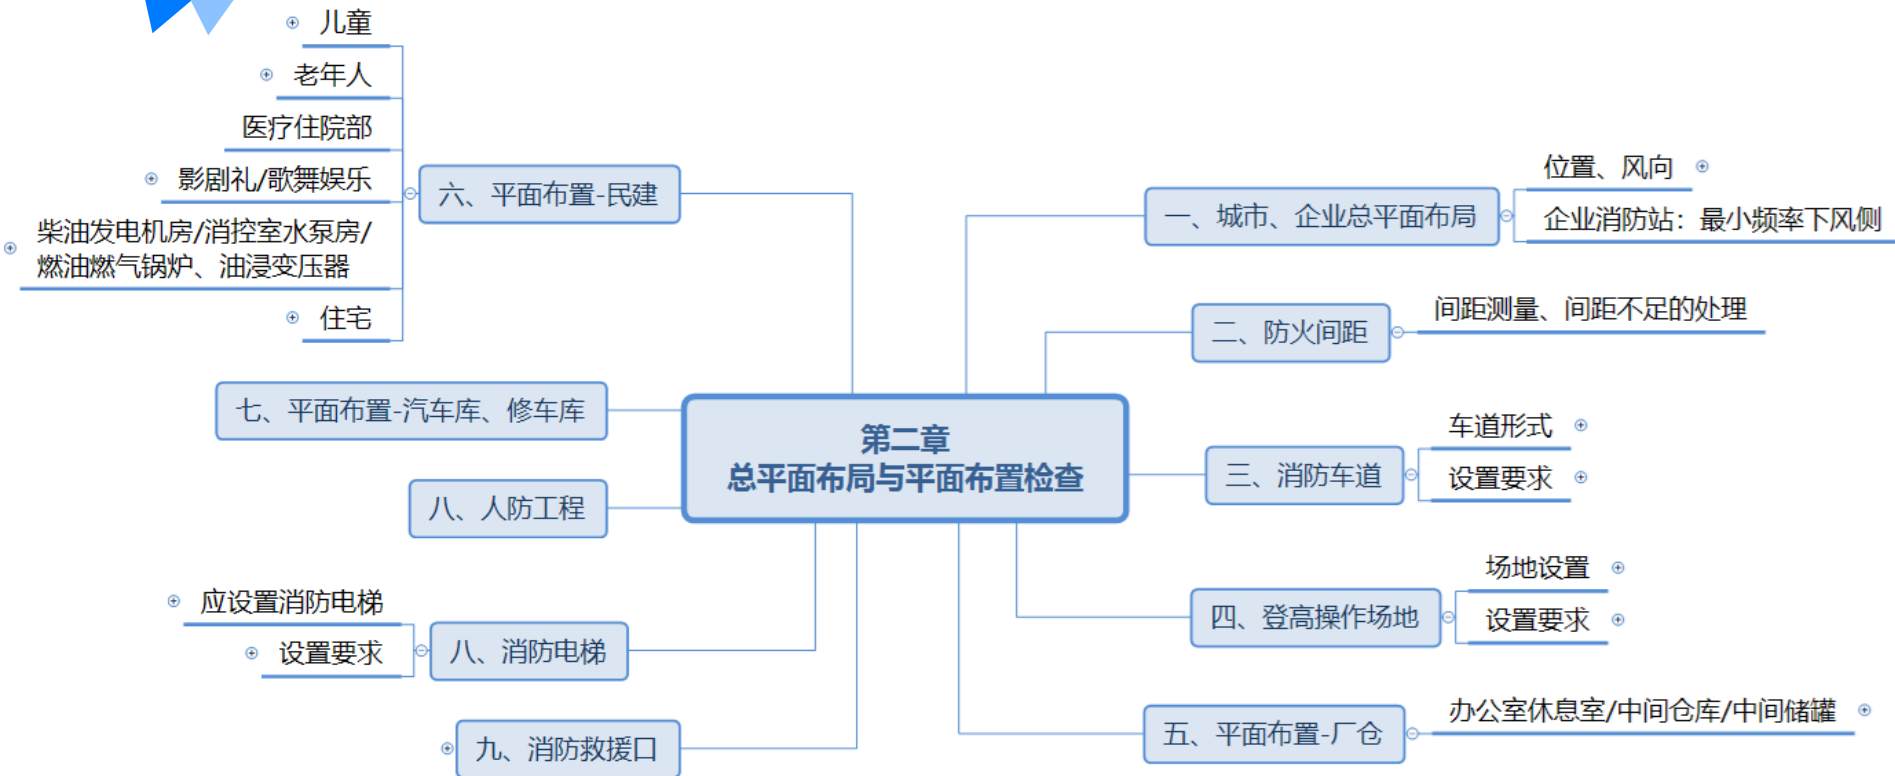 第二章
总平面布局与平面布置检查
一、城市、企业总平面布局
位置、风向
企业消防站：最小频率下风侧
二、防火间距
间距测量、间距不足的处理
三、消防车道
车道形式
设置要求
四、登高操作场地
场地设置
设置要求
五、平面布置-厂仓
办公室休息室/中间仓库/中间储罐
六、平面布置-民建
儿童
老年人
医疗住院部
影剧礼/歌舞娱乐
柴油发电机房/消控室水泵房/
燃油燃气锅炉、油浸变压器
住宅
七、平面布置-汽车库、修车库
八、人防工程
八、消防电梯
应设置消防电梯
设置要求
九、消防救援口